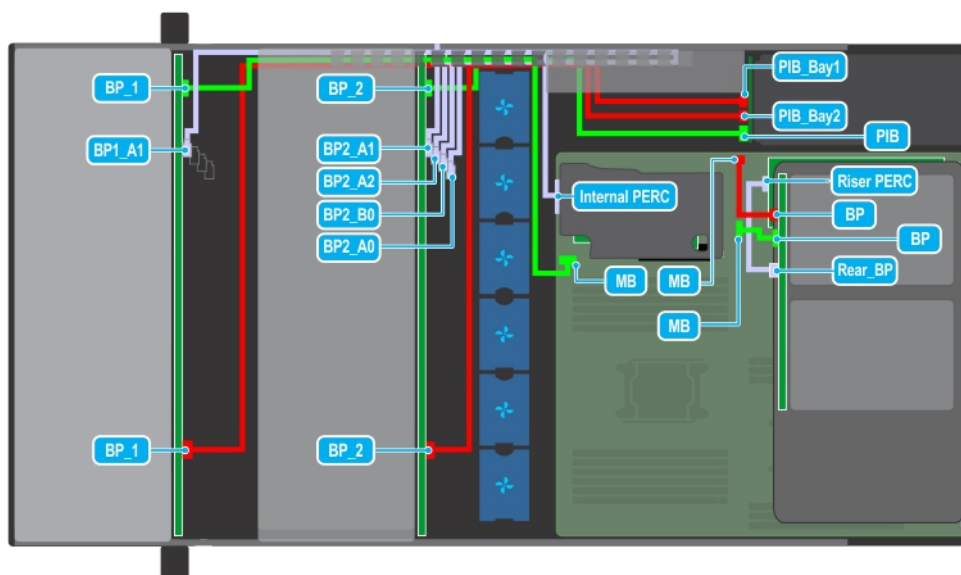 PIB_Bay1
BP_1
BP_2
PIB_Bay2
PIB
BP1_A1
BP2_A1
BP2_A2
Riser PERC
Internal PERC
BP2_B0
BP
BP2_A0
BP
Rear_BP
MB
MB
MB
BP_1
BP_2